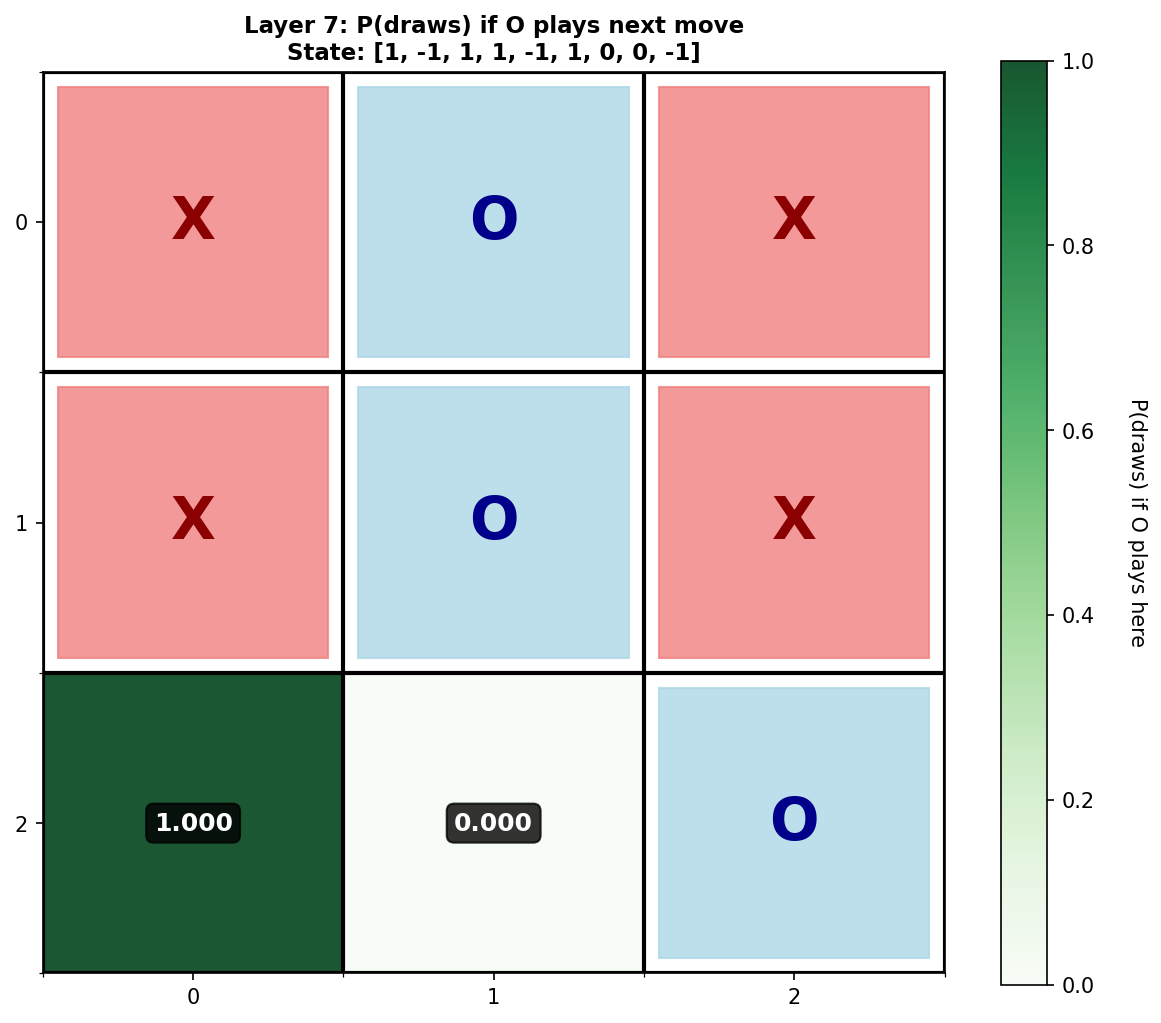 Layer 7: P(draws) if O plays next move
State: [1, -1, 1, 1, -1, 1, 0, 0, -1]
X
O
X
0
X
O
X
1
1.000
0.000
O
2
0
1
2
1.0
0.8
0.6
0.4
0.2
0.0
P(draws) if O plays here